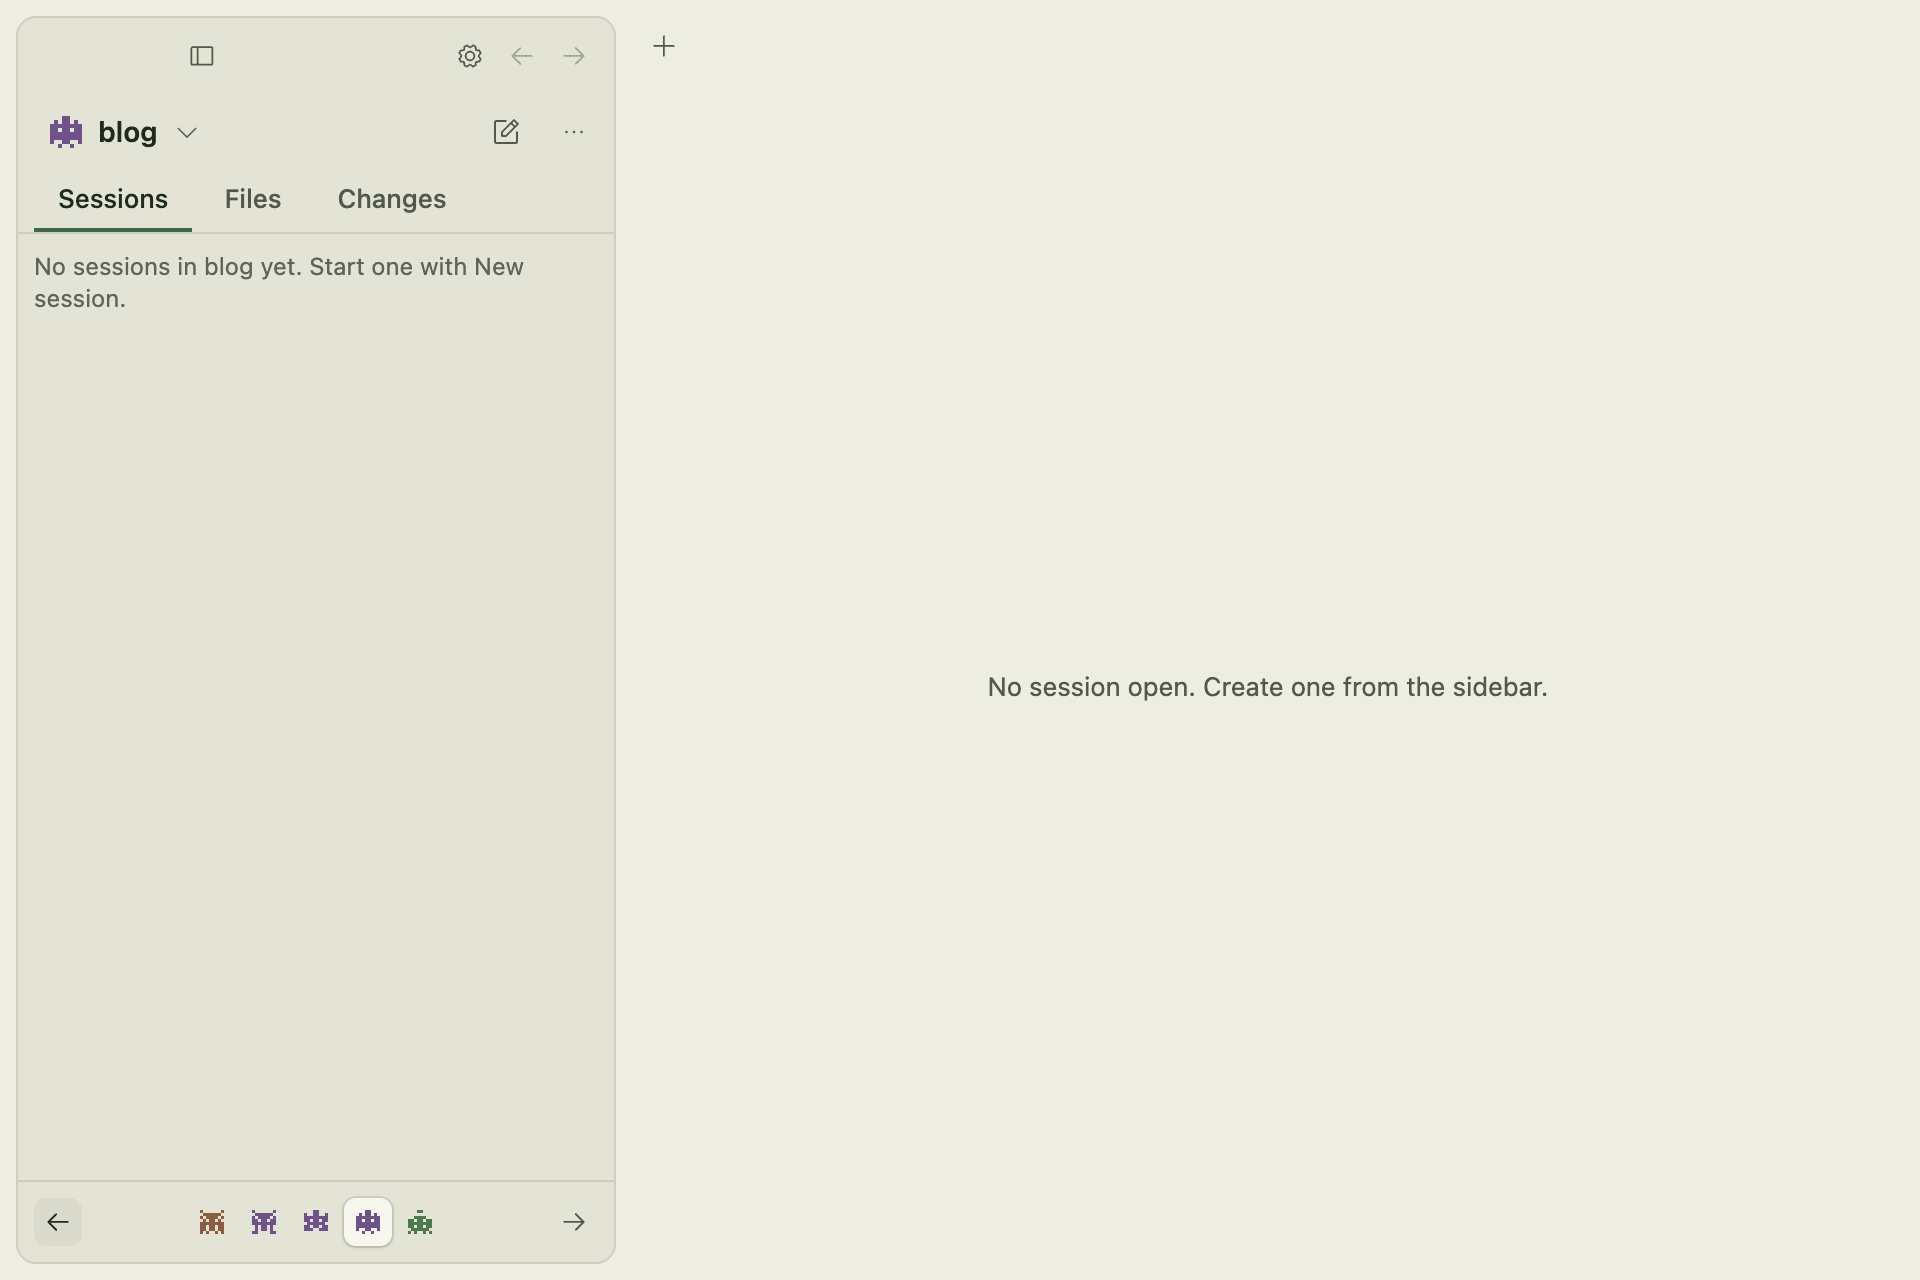 blog
Sessions Files Changes
No sessions in blog yet. Start one with New
session.
No session open. Create one from the sidebar.